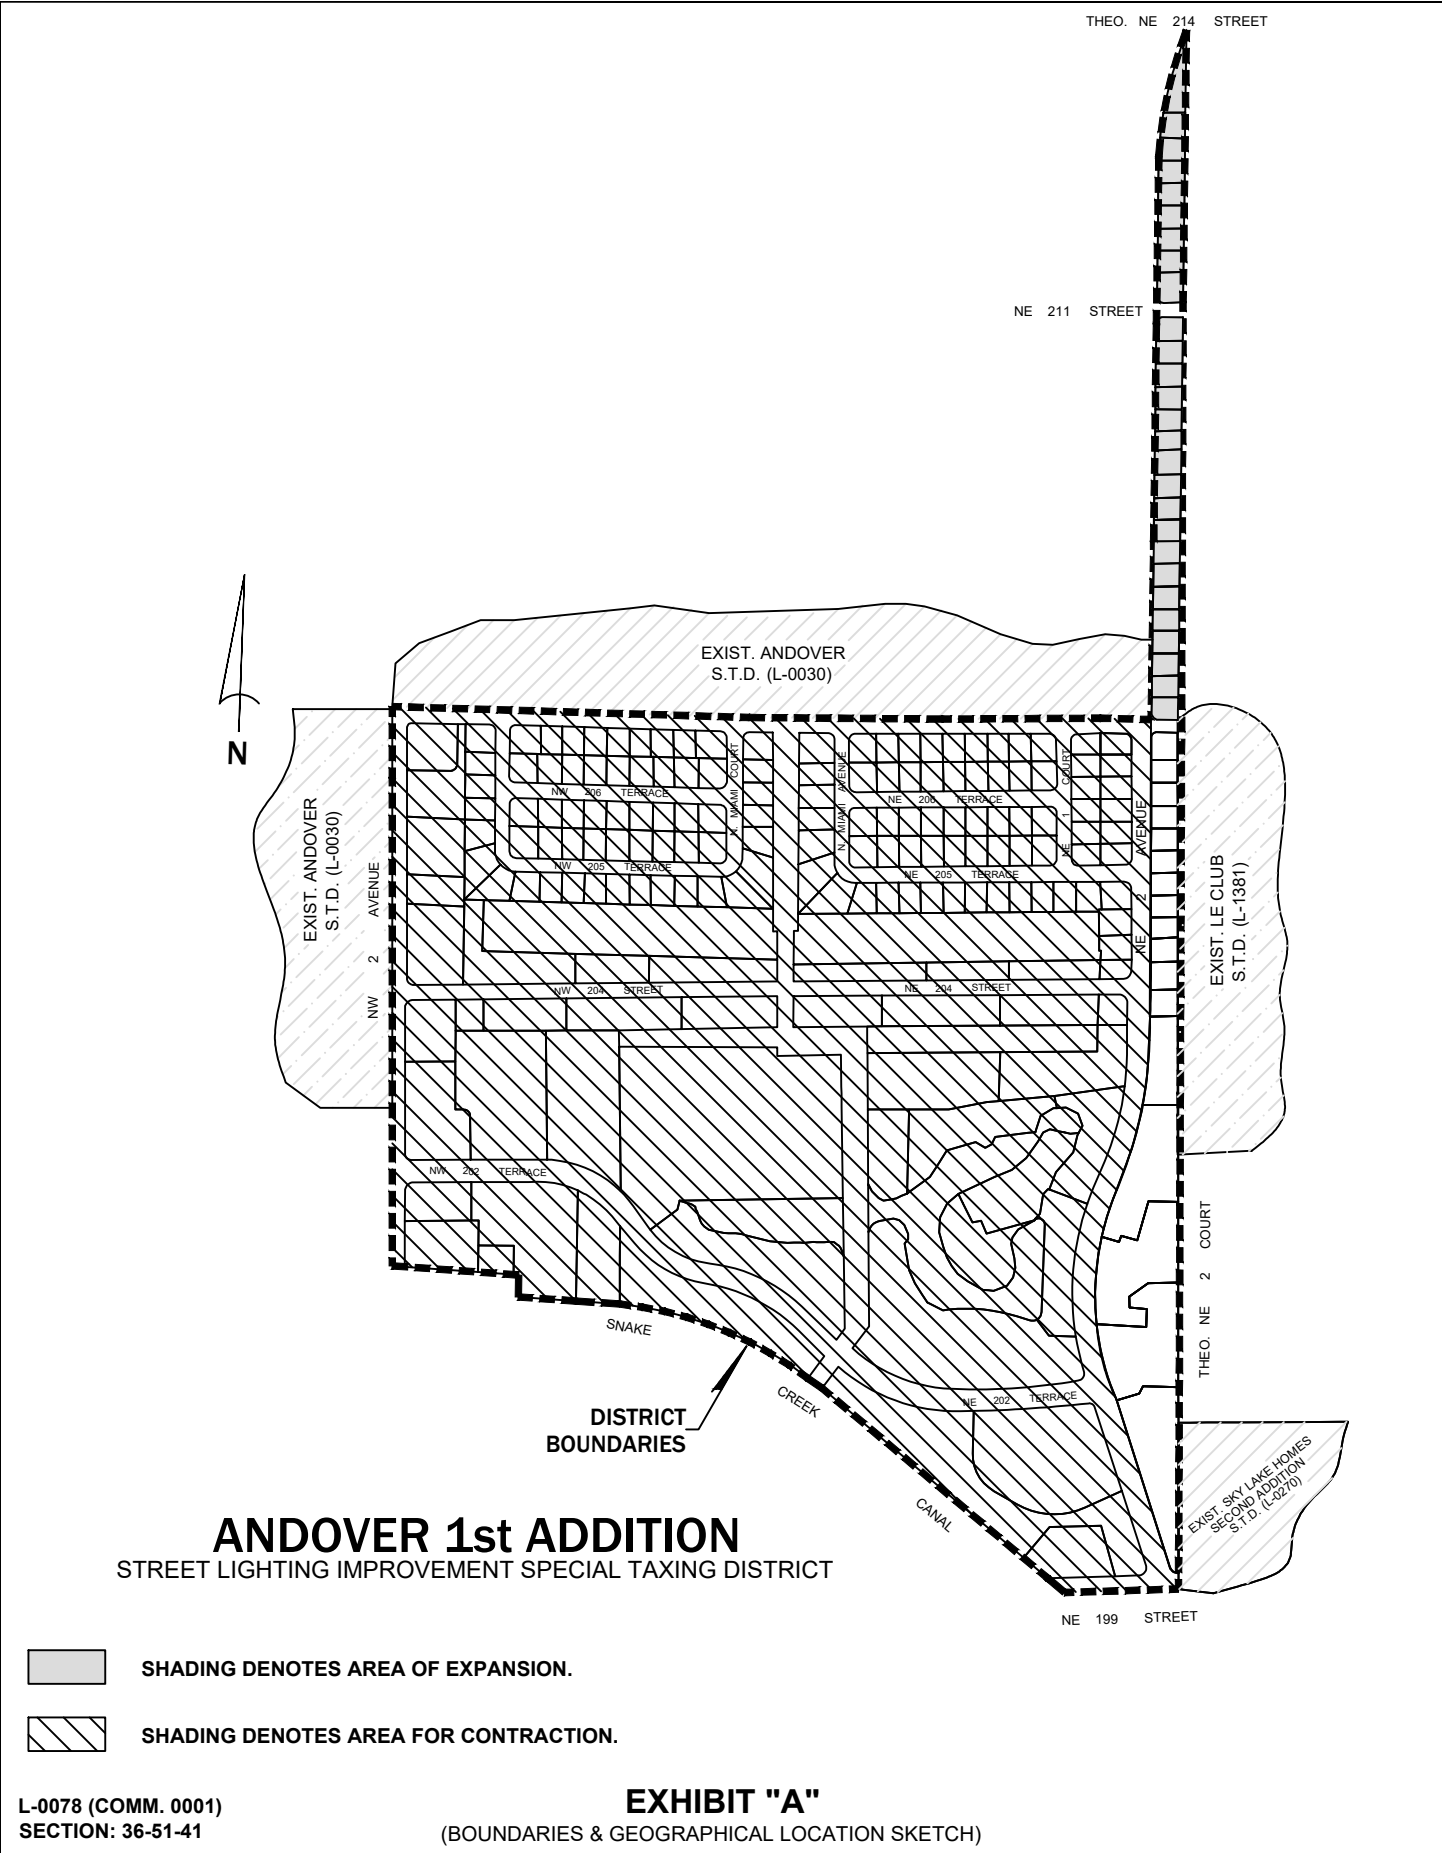 THEO. NE 214 STREET
NE 211 STREET
EXIST. ANDOVER
S.T.D. (L-0030)
N
EXIST. ANDOVER
S.T.D. (L-0030)
NW 2 AVENUE
NW 206 TERRACE
N. MIAMI COURT
N. MIAMI AVENUE
NE 206 TERRACE
NE 1 COURT
NE 2 AVENUE
NW 205 TERRACE
NE 205 TERRACE
EXIST. LE CLUB
S.T.D. (L-1381)
NW 204 STREET
NE 204 STREET
NW 202 TERRACE
THEO. NE 2 COURT
SNAKE CREEK CANAL
NE 202 TERRACE
DISTRICT
BOUNDARIES
EXIST. SKY LAKE HOMES
SECOND ADDITION
S.T.D. (L-0270)
ANDOVER 1st ADDITION
STREET LIGHTING IMPROVEMENT SPECIAL TAXING DISTRICT
NE 199 STREET
SHADING DENOTES AREA OF EXPANSION.
SHADING DENOTES AREA FOR CONTRACTION.
L-0078 (COMM. 0001)
SECTION: 36-51-41
EXHIBIT "A"
(BOUNDARIES & GEOGRAPHICAL LOCATION SKETCH)